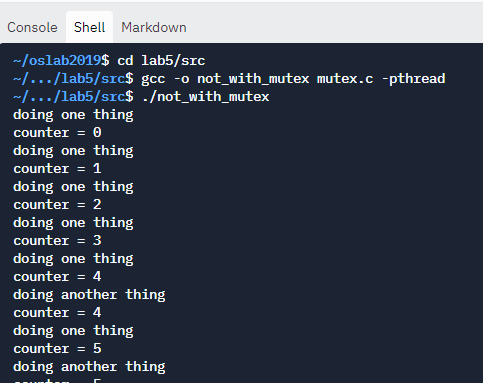 Console Shell Markdown
~/oslab2019$ cd lab5/src
~/.../lab5/src$ gcc -o not_with_mutex mutex.c -pthread
~/.../lab5/src$ ./not_with_mutex
doing one thing
counter = 0
doing one thing
counter = 1
doing one thing
counter = 2
doing one thing
counter = 3
doing one thing
counter = 4
doing another thing
counter = 4
doing one thing
counter = 5
doing another thing
counter = 5